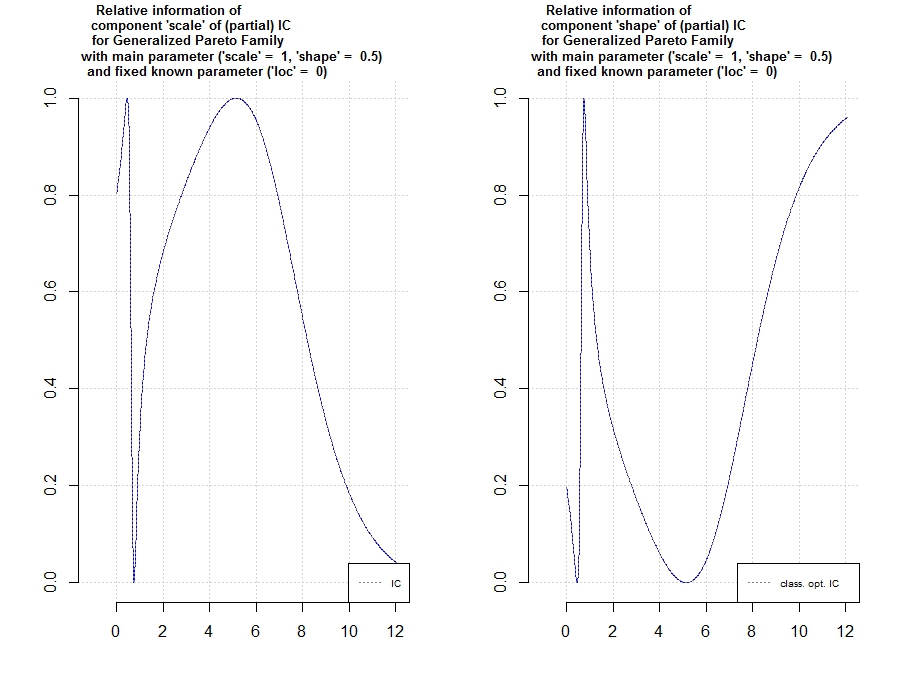 Relative information of
component 'scale' of (partial) IC
for Generalized Pareto Family
with main parameter ('scale' = 1, 'shape' = 0.5)
and fixed known parameter ('loc' = 0)
1.0
0.8
0.6
0.4
0.2
0.0
IC
0 2 4 6 8 10 12
Relative information of
component 'shape' of (partial) IC
for Generalized Pareto Family
with main parameter ('scale' = 1, 'shape' = 0.5)
and fixed known parameter ('loc' = 0)
1.0
0.8
0.6
0.4
0.2
0.0
class. opt. IC
0 2 4 6 8 10 12